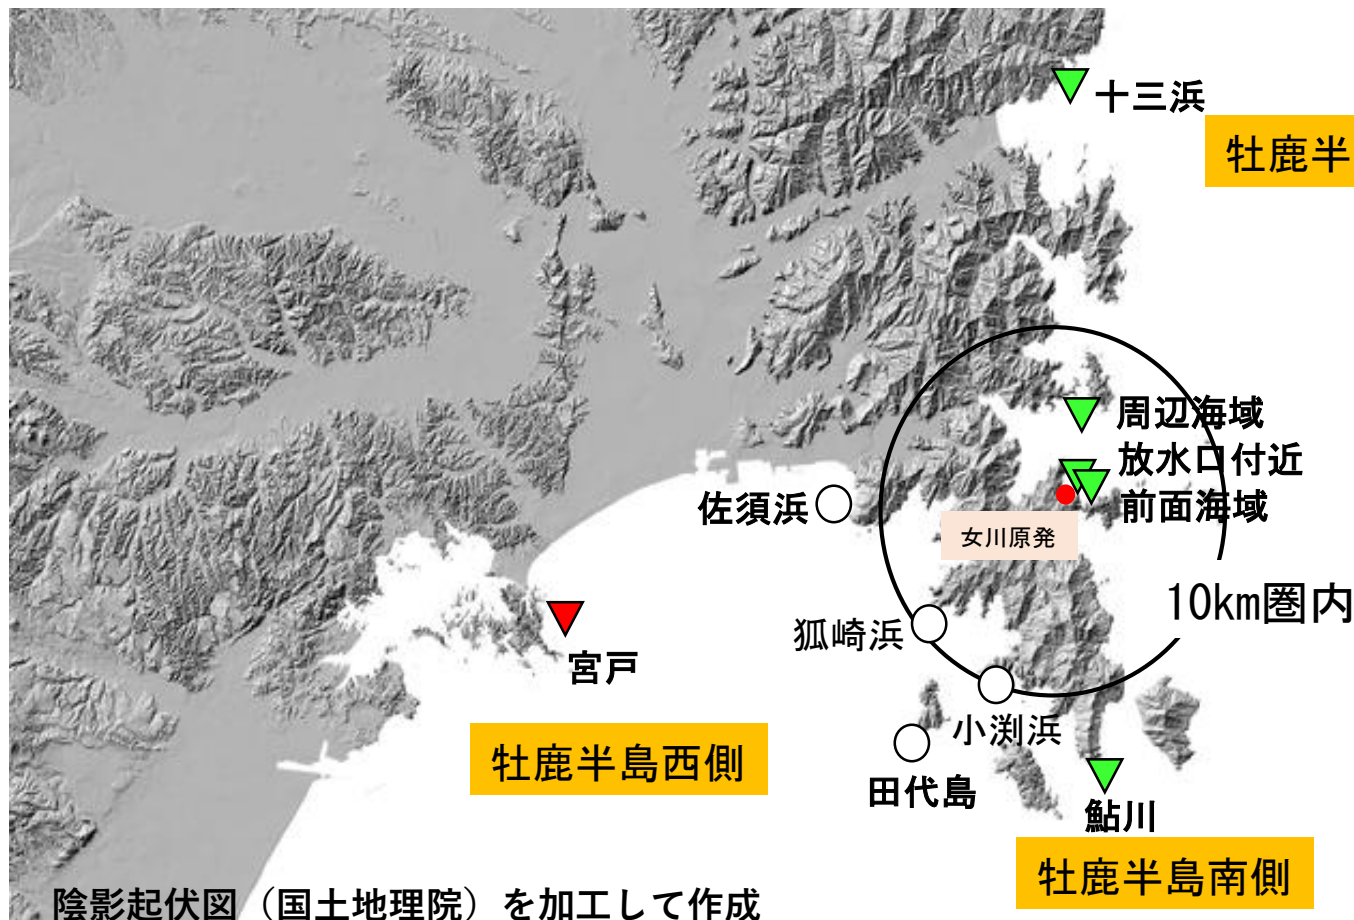 十三浜
牡鹿半
周辺海域
放水口付近
佐須浜
前面海域
女川原発
10km圏内
狐崎浜
宮戸
小渕浜
牡鹿半島西側
田代島
鮎川
牡鹿半島南側
陰影起伏図（国土地理院）を加工して作成